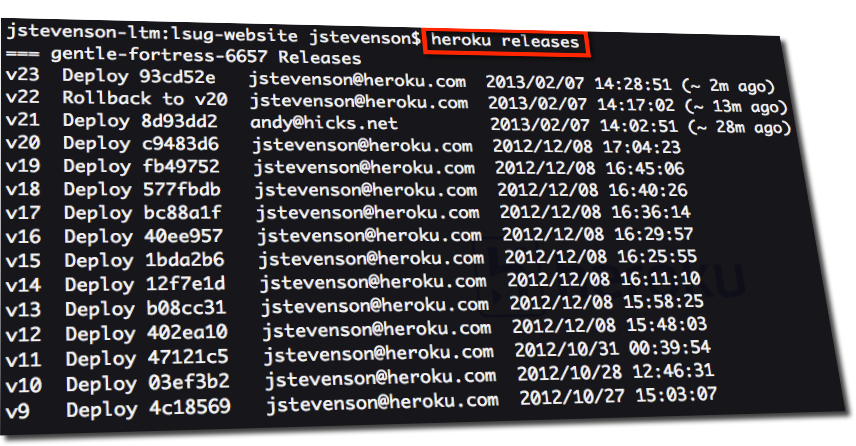 jstevenson-ltm:lsug-website jstevenson$ heroku releases
=== gentle-fortress-6657 Releases
v23  Deploy 93cd52e   jstevenson@heroku.com  2013/02/07 14:28:51 (~ 2m ago)
v22  Rollback to v20  jstevenson@heroku.com  2013/02/07 14:17:02 (~ 13m ago)
v21  Deploy 8d93dd2   andy@hicks.net         2013/02/07 14:02:51 (~ 28m ago)
v20  Deploy c9483d6   jstevenson@heroku.com  2012/12/08 17:04:23
v19  Deploy fb49752   jstevenson@heroku.com  2012/12/08 16:45:06
v18  Deploy 577fbdb   jstevenson@heroku.com  2012/12/08 16:40:26
v17  Deploy bc88a1f   jstevenson@heroku.com  2012/12/08 16:36:14
v16  Deploy 40ee957   jstevenson@heroku.com  2012/12/08 16:29:57
v15  Deploy 1bda2b6   jstevenson@heroku.com  2012/12/08 16:25:55
v14  Deploy 12f7e1d   jstevenson@heroku.com  2012/12/08 16:11:10
v13  Deploy b08cc31   jstevenson@heroku.com  2012/12/08 15:58:25
v12  Deploy 402ea10   jstevenson@heroku.com  2012/12/08 15:48:03
v11  Deploy 47121c5   jstevenson@heroku.com  2012/10/31 00:39:54
v10  Deploy 03ef3b2   jstevenson@heroku.com  2012/10/28 12:46:31
v9   Deploy 4c18569   jstevenson@heroku.com  2012/10/27 15:03:07